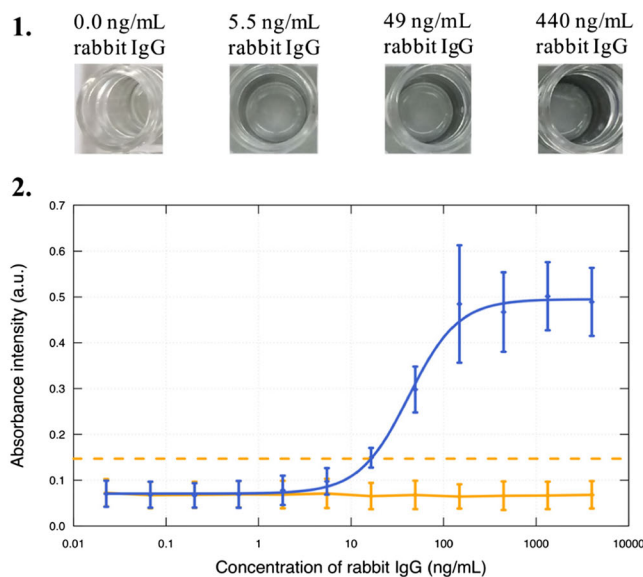 1.
0.0 ng/mL
rabbit IgG
5.5 ng/mL
rabbit IgG
49 ng/mL
rabbit IgG
440 ng/mL
rabbit IgG
2.
0.7
0.6
0.5
0.4
0.3
0.2
0.1
0.0
Absorbance intensity (a.u.)
0.01
0.1
1
10
100
1000
10000
Concentration of rabbit IgG (ng/mL)